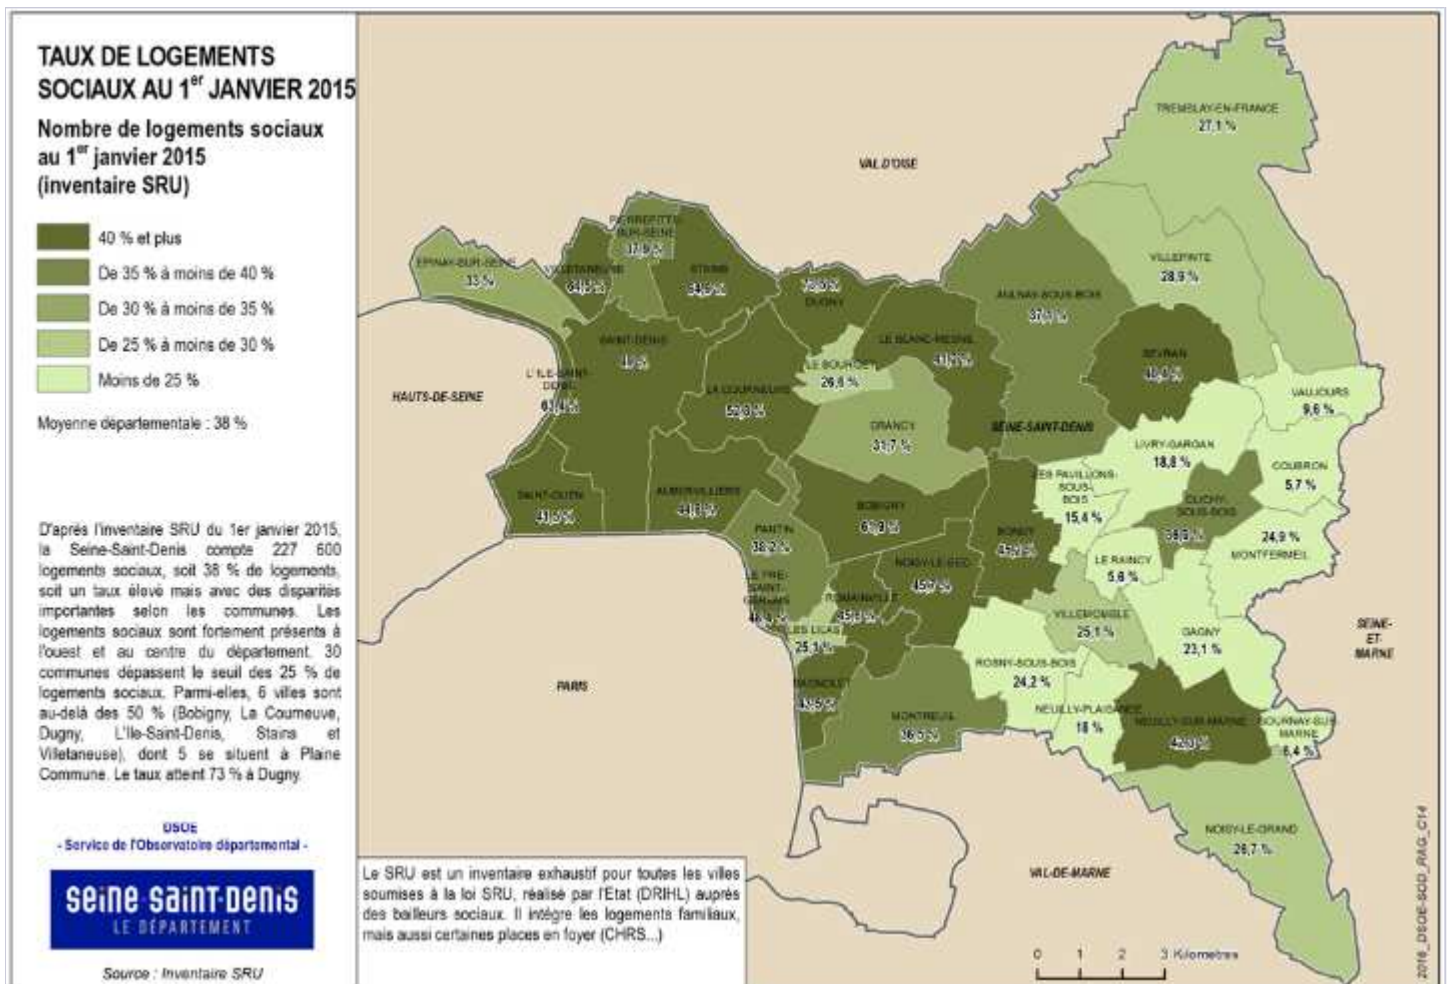 TAUX DE LOGEMENTS
SOCIAUX AU 1er JANVIER 2015
Nombre de logements sociaux
au 1er janvier 2015
(inventaire SRU)
40 % et plus
De 35 % à moins de 40 %
De 30 % à moins de 35 %
De 25 % à moins de 30 %
Moins de 25 %
Moyenne départementale : 38 %
D'après l'inventaire SRU du 1er janvier 2015,
la Seine-Saint-Denis compte 227 600
logements sociaux, soit 38 % de logements,
soit un taux élevé mais avec des disparités
importantes selon les communes. Les
logements sociaux sont fortement présents à
l'ouest et au centre du département. 30
communes dépassent le seuil des 25 % de
logements sociaux. Parmi-elles, 6 villes sont
au-delà des 50 % (Bobigny, La Courneuve,
Dugny, L'Ile-Saint-Denis, Stains et
Villetaneuse), dont 5 se situent à Plaine
Commune. Le taux atteint 73 % à Dugny.
DSOE
- Service de l'Observatoire départemental -
seine-saint-denis
LE DÉPARTEMENT
Source : Inventaire SRU
TREMBLAY-EN-FRANCE
27,1 %
VAL D'OISE
PIERREFITTE-
SUR-SEINE
EPINAY-SUR-SEINE
33 %
VILLETANEUSE
STAINS
DUGNY
VILLEPINTE
28,9 %
AULNAY-SOUS-BOIS
SAINT-DENIS
LE BLANC-MESNIL
SEVRAN
L' ILE-SAINT-
DENIS
LE BOURGET
HAUTS-DE-SEINE
LA COURNEUVE
VAUJOURS
9,6 %
DRANCY
31,7 %
SEINE-SAINT-DENIS
LIVRY-GARGAN
COUBRON
5,7 %
LES PAVILLONS-
SOUS-
BOIS
15,4 %
CLICHY-
SOUS-BOIS
SAINT-OUEN
AUBERVILLIERS
BOBIGNY
PANTIN
38,2 %
BONDY
24,9 %
MONTFERMEIL
NOISY-LE-SEC
45,7 %
LE RAINCY
5,6 %
LE PRE-
SAINT-
GERVAIS
ROMAINVILLE
VILLEMOMBLE
25,1 %
LES LILAS
GAGNY
23,1 %
SEINE-
ET-
MARNE
ROSNY-SOUS-BOIS
24,2 %
PARIS
BAGNOLET
NEUILLY-PLAISANCE
18 %
MONTREUIL
36,5 %
NEUILLY-SUR-MARNE
GOURNAY-SUR-
MARNE
6,4 %
NOISY-LE-GRAND
26,7 %
VAL-DE-MARNE
Le SRU est un inventaire exhaustif pour toutes les villes
soumises à la loi SRU, réalisé par l'Etat (DRIHL) auprès
des bailleurs sociaux. Il intègre les logements familiaux,
mais aussi certaines places en foyer (CHRS...)
0 1 2 3 Kilometres
2016_DSOE-SOD_RAG_C14